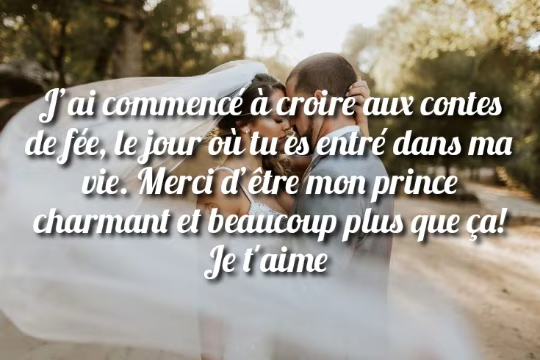 J'ai commencé à croire aux contes
de fée, le jour où tu es entré dans ma
vie. Merci d'être mon prince
charmant et beaucoup plus que ça!
Je t'aime